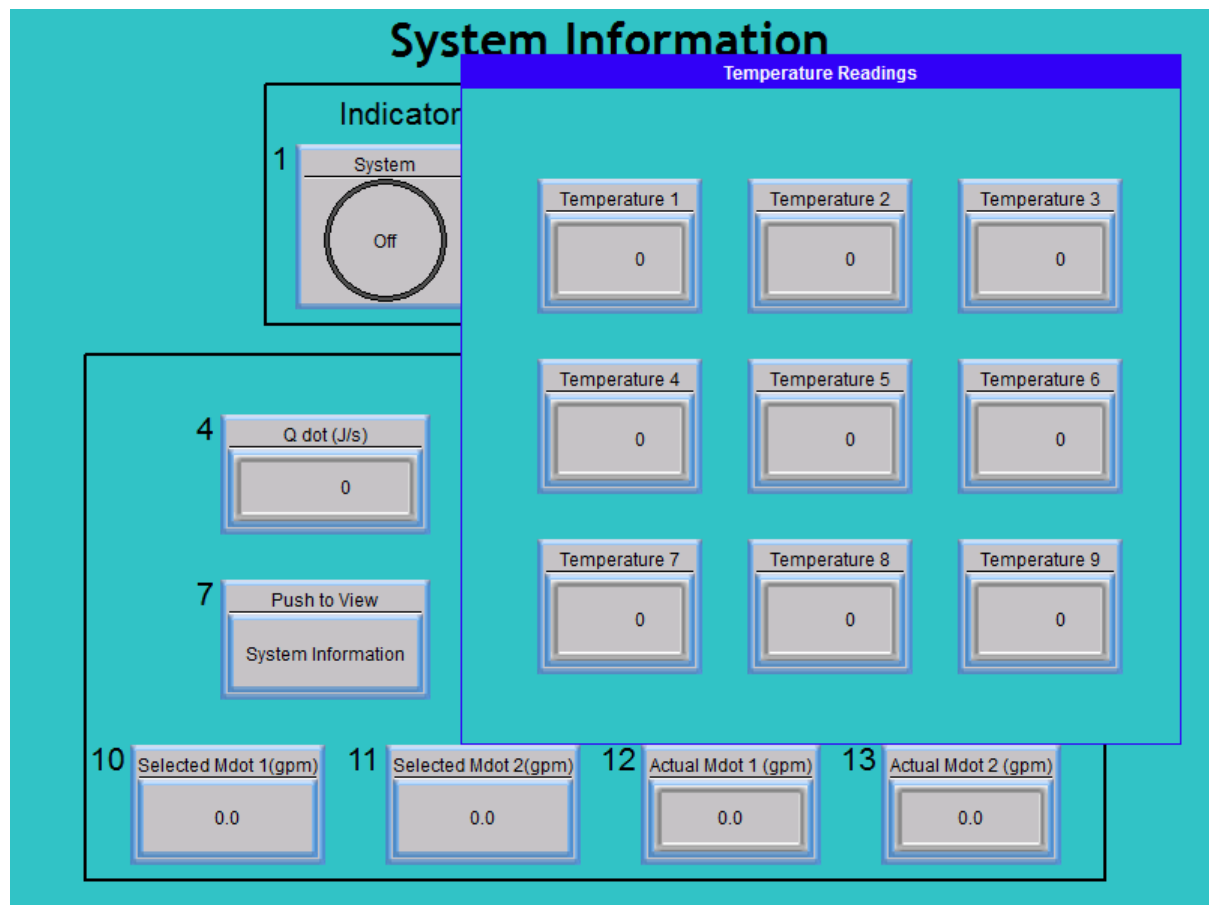 System Information
Temperature Readings
Indicator
1
System
Off
Temperature 1
0
Temperature 2
0
Temperature 3
0
Temperature 4
0
Temperature 5
0
Temperature 6
0
4
Q dot (J/s)
0
7
Push to View
System Information
Temperature 7
0
Temperature 8
0
Temperature 9
0
10
Selected Mdot 1(gpm)
0.0
11
Selected Mdot 2(gpm)
0.0
12
Actual Mdot 1 (gpm)
0.0
13
Actual Mdot 2 (gpm)
0.0